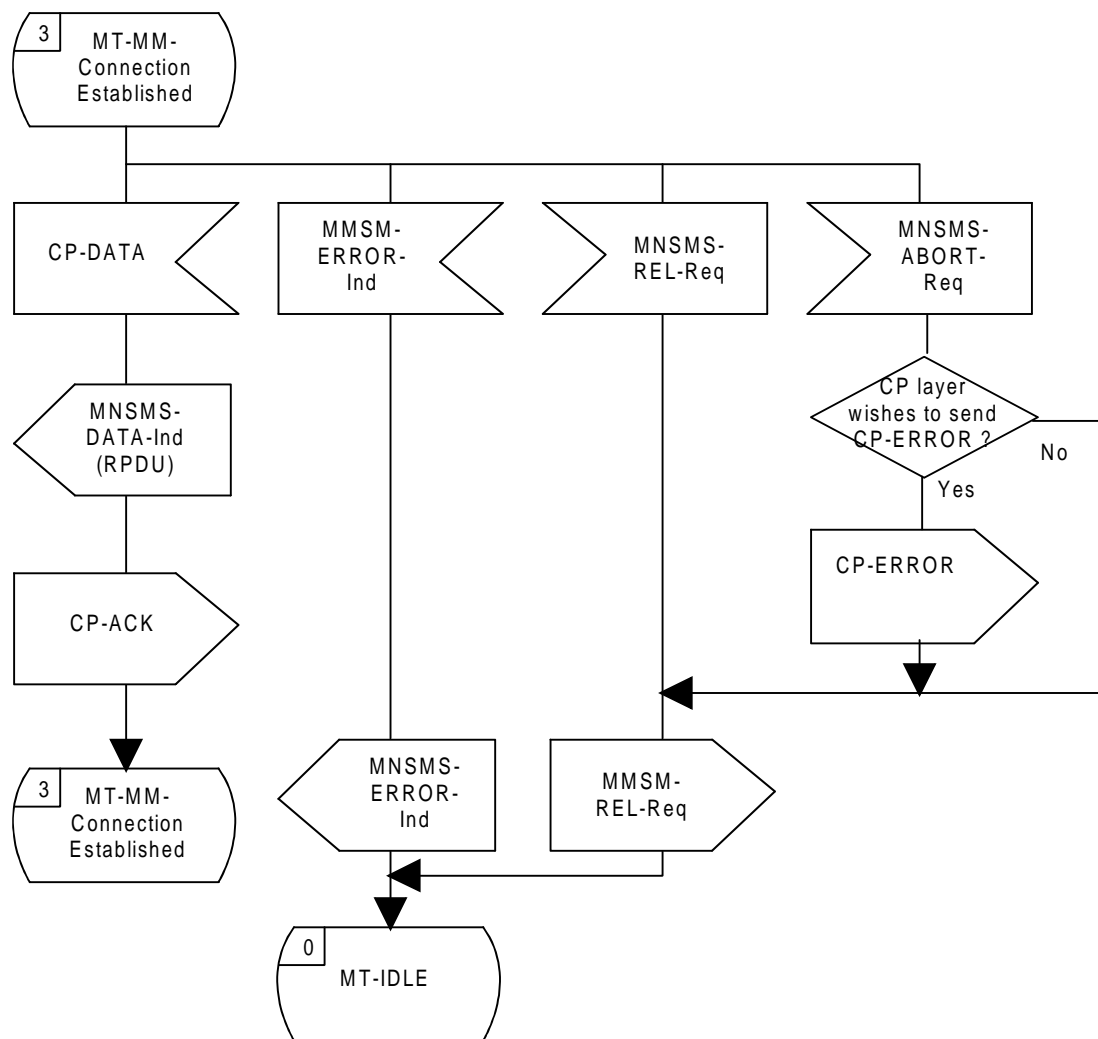 3
MT-MM-
Connection
Established
CP-DATA
MMSM-
ERROR-
Ind
MNSMS-
REL-Req
MNSMS-
ABORT-
Req
MNSMS-
DATA-Ind
(RPDU)
CP layer
wishes to send
CP-ERROR ?
No
Yes
CP-ERROR
CP-ACK
3
MT-MM-
Connection
Established
MNSMS-
ERROR-
Ind
MMSM-
REL-Req
0
MT-IDLE